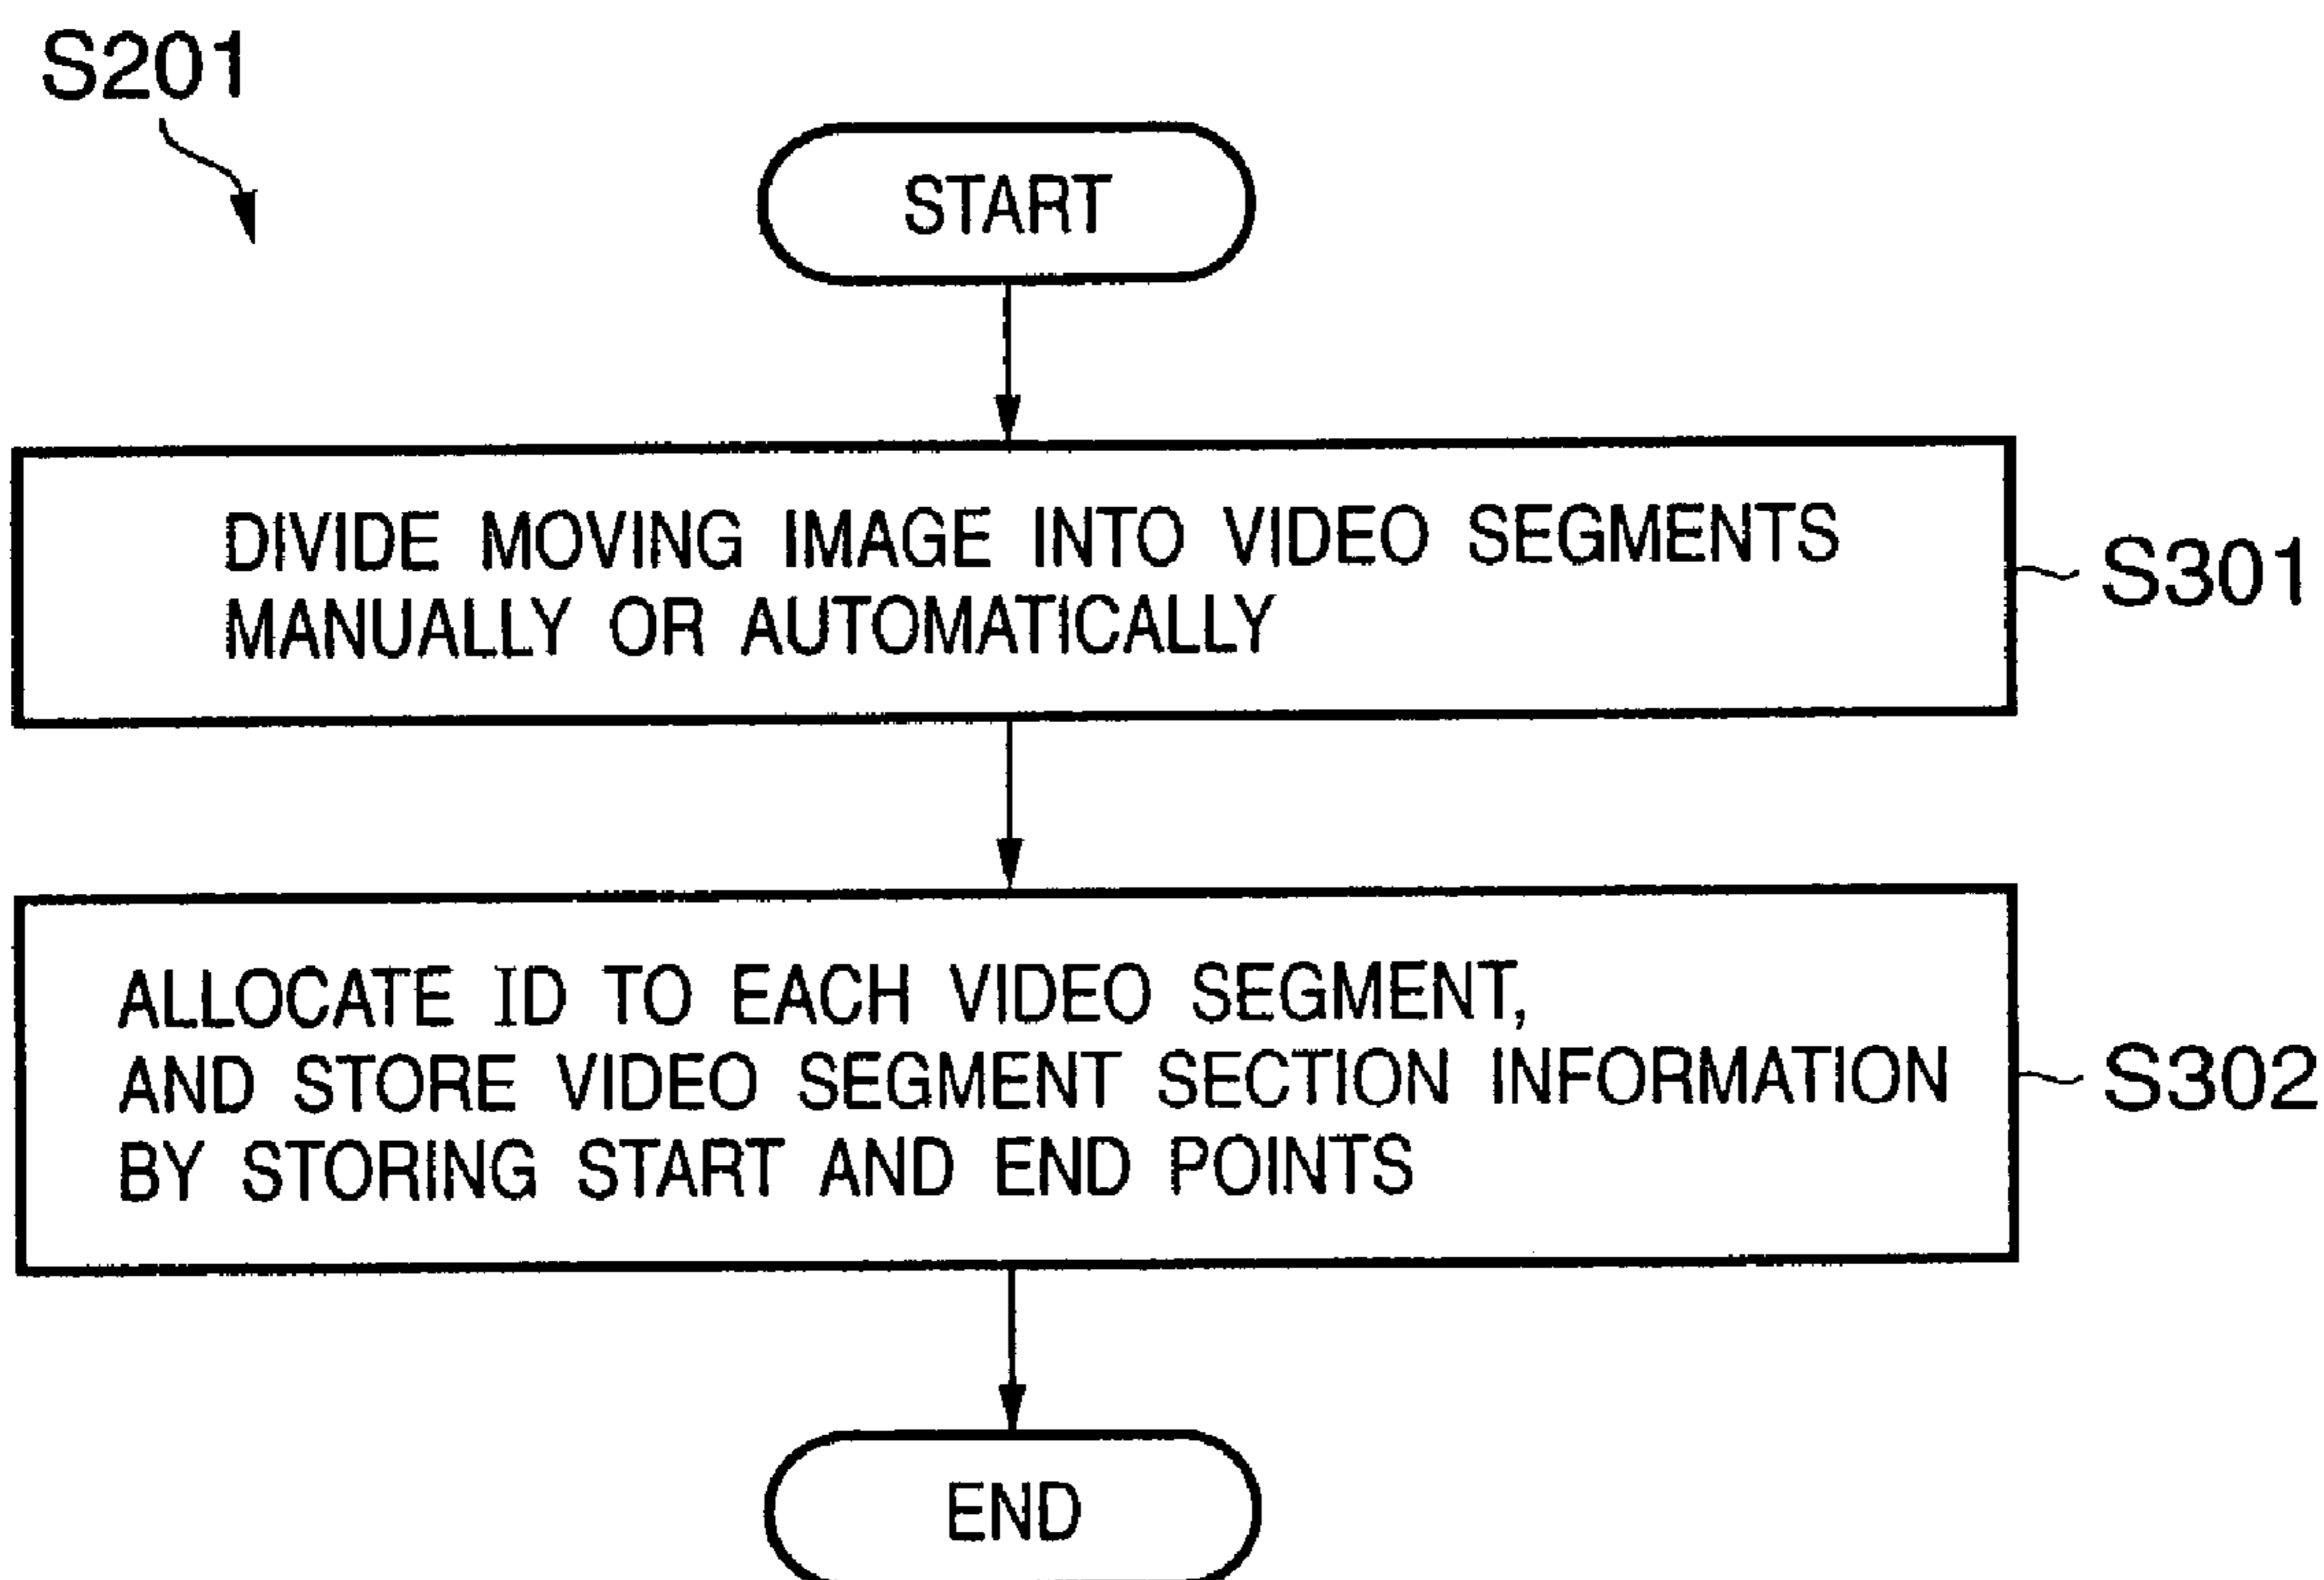 S201
START
DIVIDE MOVING IMAGE INTO VIDEO SEGMENTS
MANUALLY OR AUTOMATICALLY
S301
ALLOCATE ID TO EACH VIDEO SEGMENT,
AND STORE VIDEO SEGMENT SECTION INFORMATION
BY STORING START AND END POINTS
S302
END